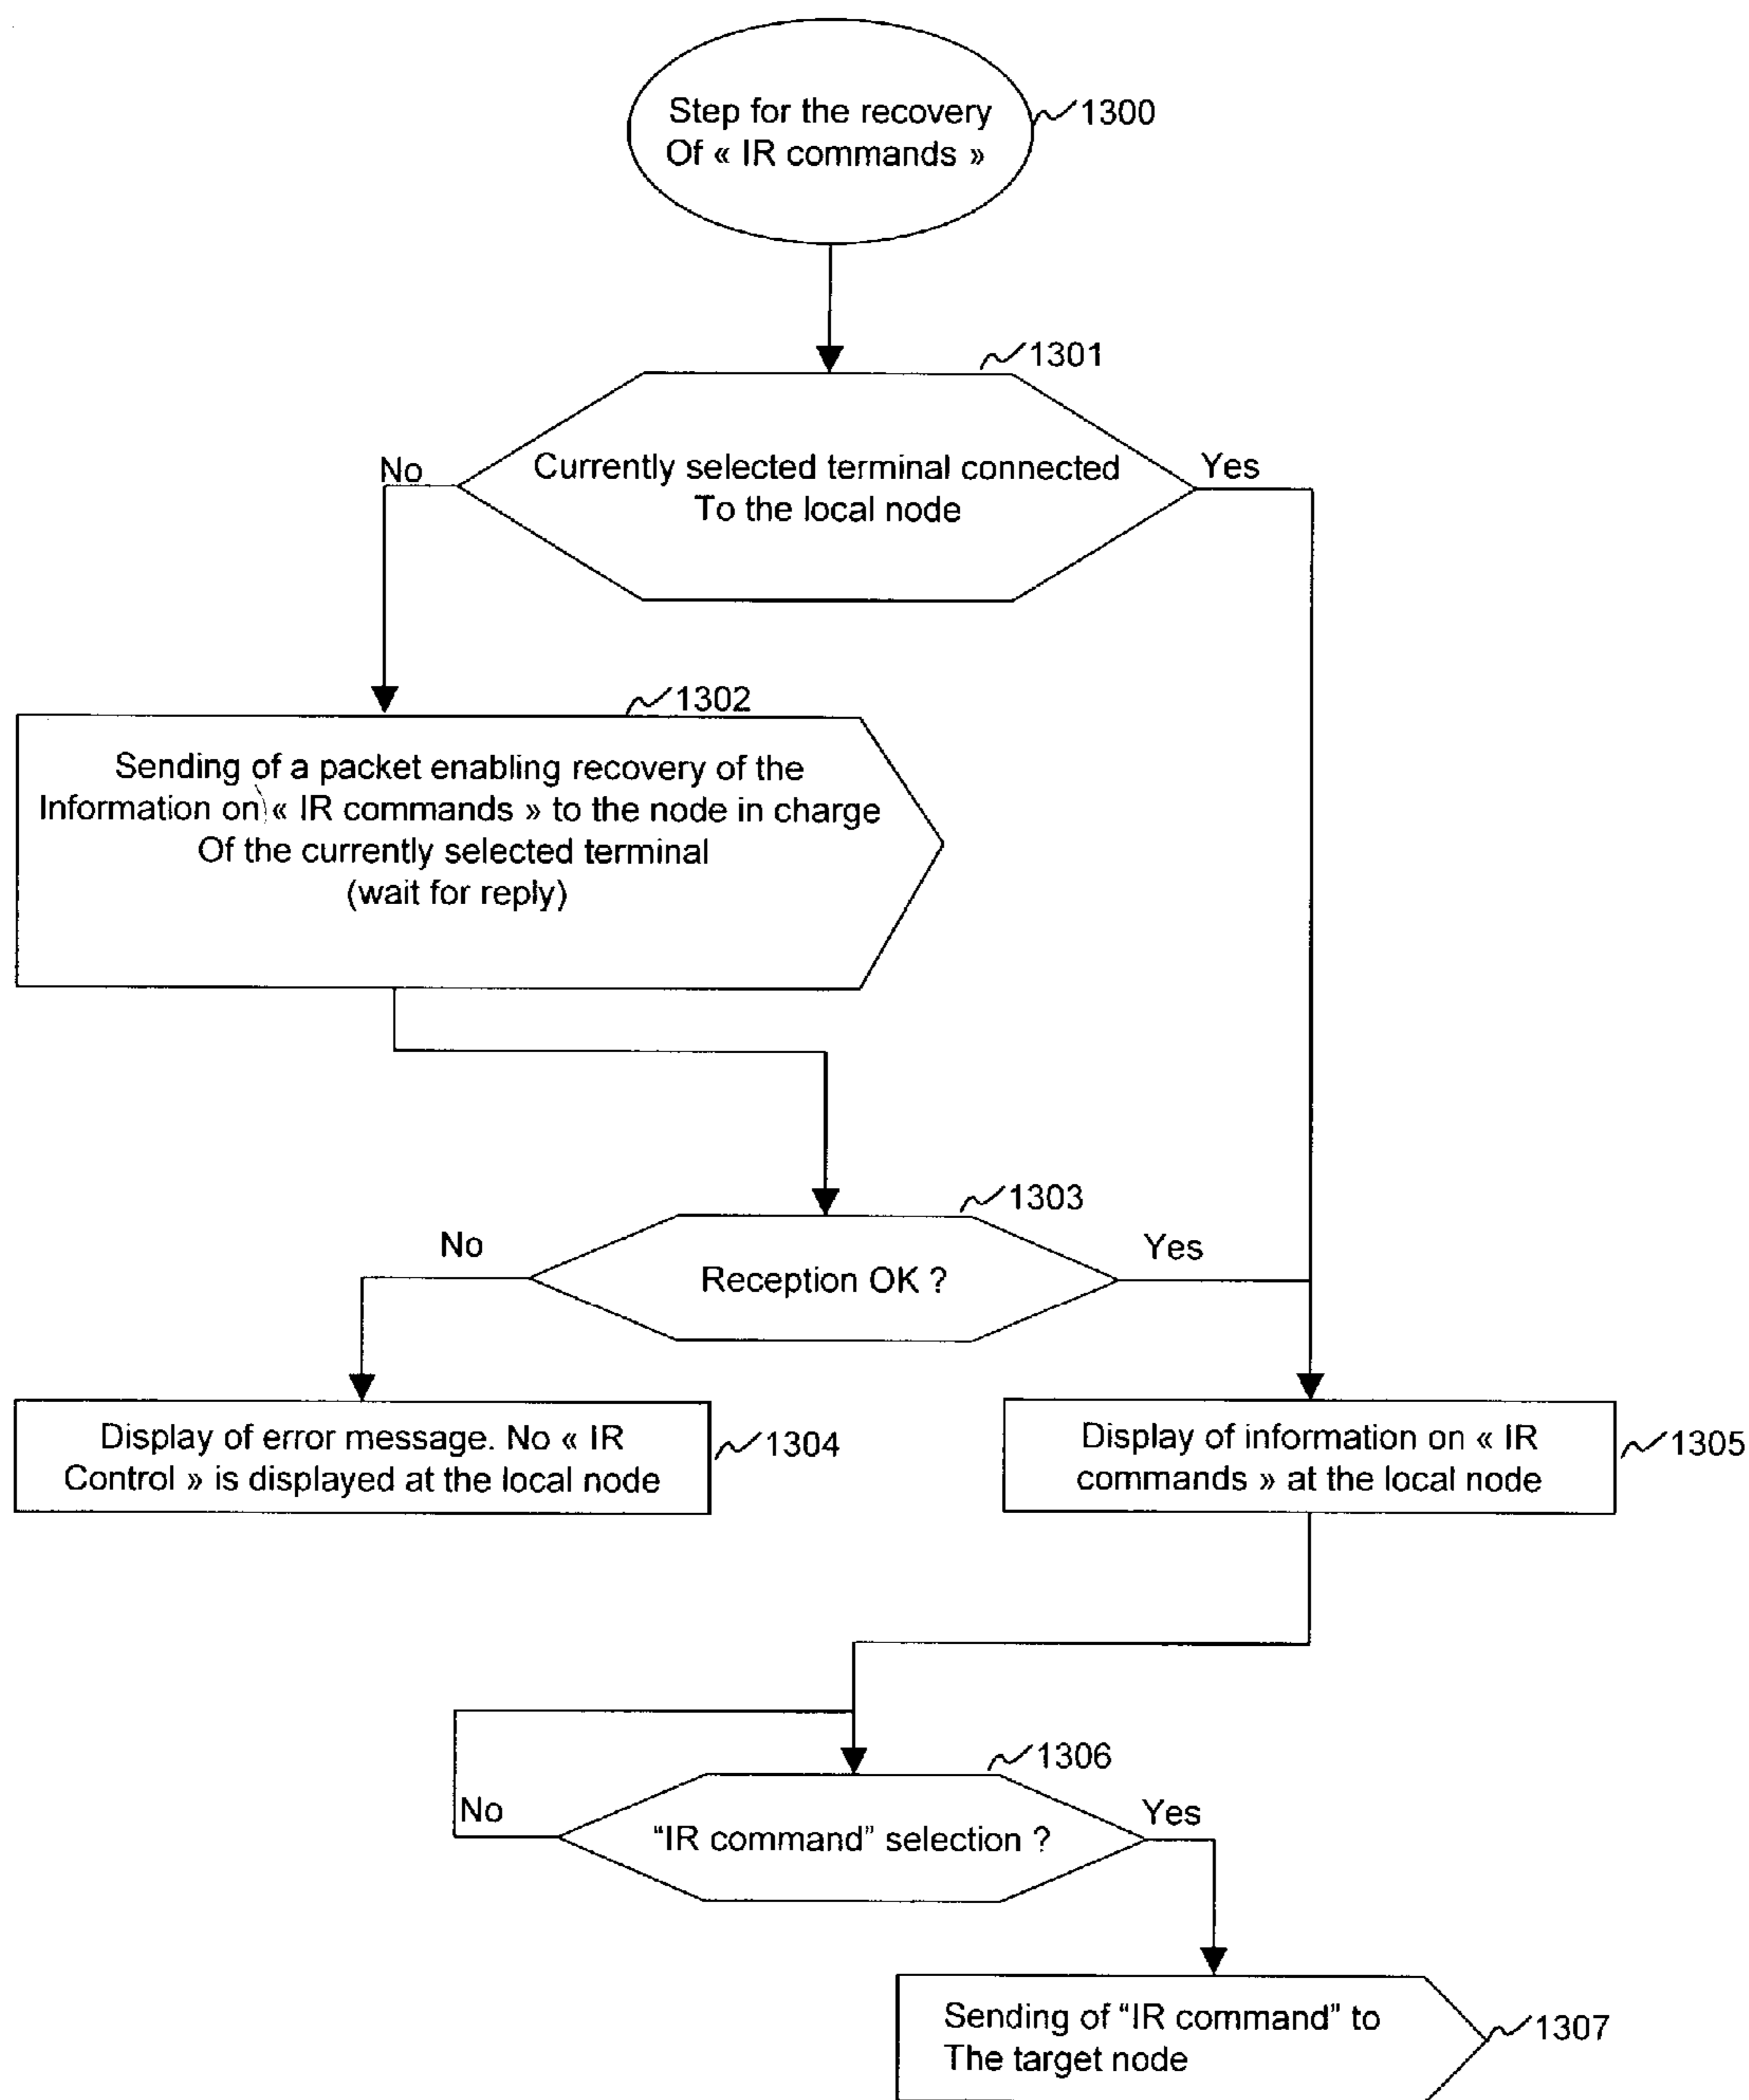 Step for the recovery
Of « IR commands »
1300
1301
Currently selected terminal connected
To the local node
No
Yes
1302
Sending of a packet enabling recovery of the
Information on « IR commands » to the node in charge
Of the currently selected terminal
(wait for reply)
1303
No
Yes
Reception OK ?
Display of error message. No « IR
Control » is displayed at the local node
1304
Display of information on « IR
commands » at the local node
1305
1306
No
Yes
“IR command” selection ?
Sending of “IR command” to
The target node
1307